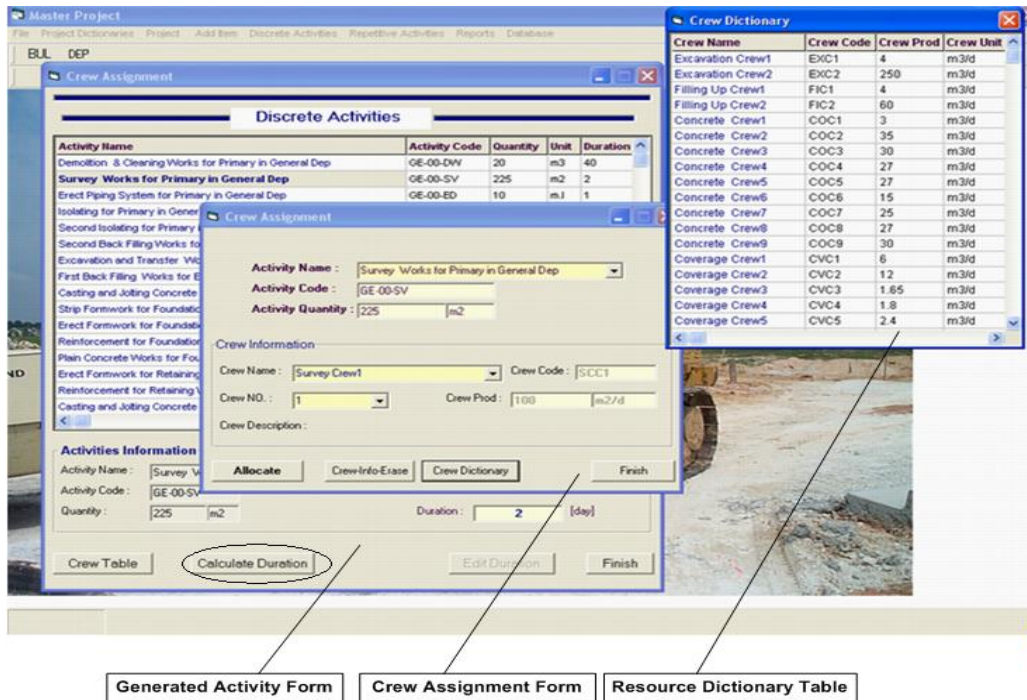 Master Project
File Project Dictionaries Project Add Item Discrete Activities Repetitive Activities Reports Database
BUL DEP
Crew Assignment
Discrete Activities
Activity Name Activity Code Quantity Unit Duration
Demolition & Cleaning Works for Primary in General Dep GE-00-DW 20 m3 40
Survey Works for Primary in General Dep GE-00-SV 225 m2 2
Erect Piping System for Primary in General Dep GE-00-ED 10 m.l 1
Isolating for Primary in Gener
Second Isolating for Primary
Second Back Filling Works fo
Excavation and Transfer Wo
First Back Filling Works for E
Casting and Jolting Concrete
Strip Formwork for Foundatio
Erect Formwork for Foundati
Reinforcement for Foundation
Plain Concrete Works for Fou
Erect Formwork for Retaining
Reinforcement for Retaining
Casting and Jolting Concrete
Activities Information
Activity Name : Survey W
Activity Code : GE-00-SV
Quantity : 225 m2
Duration : 2 [day]
Crew Table Calculate Duration Edit Duration Finish
Crew Assignment
Activity Name : Survey Works for Primary in General Dep
Activity Code : GE-00-SV
Activity Quantity : 225 m2
Crew Information
Crew Name : Survey Crew1 Crew Code : SCC1
Crew NO. : 1 Crew Prod : 108 m2/d
Crew Description :
Allocate Crew-Info-Erase Crew Dictionary Finish
Crew Dictionary
Crew Name Crew Code Crew Prod Crew Unit
Excavation Crew1 EXC1 4 m3/d
Excavation Crew2 EXC2 250 m3/d
Filling Up Crew1 FIC1 4 m3/d
Filling Up Crew2 FIC2 60 m3/d
Concrete Crew1 COC1 3 m3/d
Concrete Crew2 COC2 35 m3/d
Concrete Crew3 COC3 30 m3/d
Concrete Crew4 COC4 27 m3/d
Concrete Crew5 COC5 27 m3/d
Concrete Crew6 COC6 15 m3/d
Concrete Crew7 COC7 25 m3/d
Concrete Crew8 COC8 27 m3/d
Concrete Crew9 COC9 30 m3/d
Coverage Crew1 CVC1 6 m3/d
Coverage Crew2 CVC2 12 m3/d
Coverage Crew3 CVC3 1.65 m3/d
Coverage Crew4 CVC4 1.8 m3/d
Coverage Crew5 CVC5 2.4 m3/d
ND
Generated Activity Form
Crew Assignment Form
Resource Dictionary Table